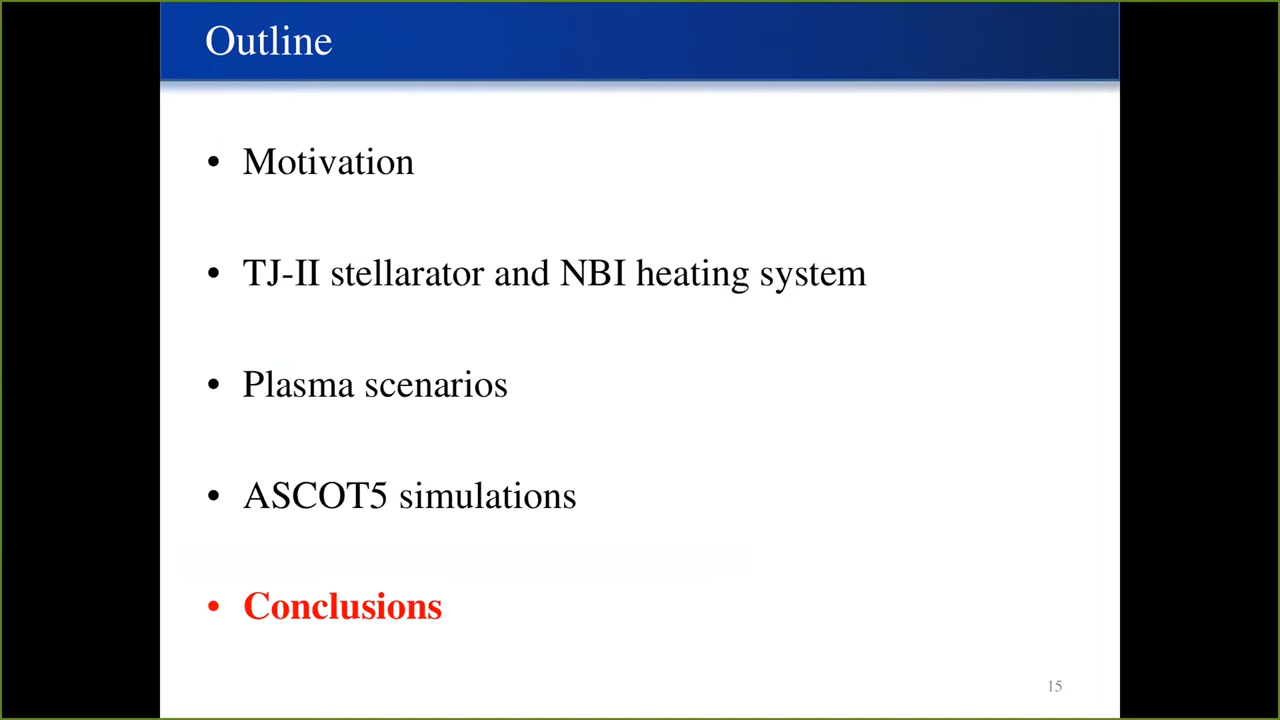 Outline
• Motivation
• TJ-II stellarator and NBI heating system
• Plasma scenarios
• ASCOT5 simulations
• Conclusions
15